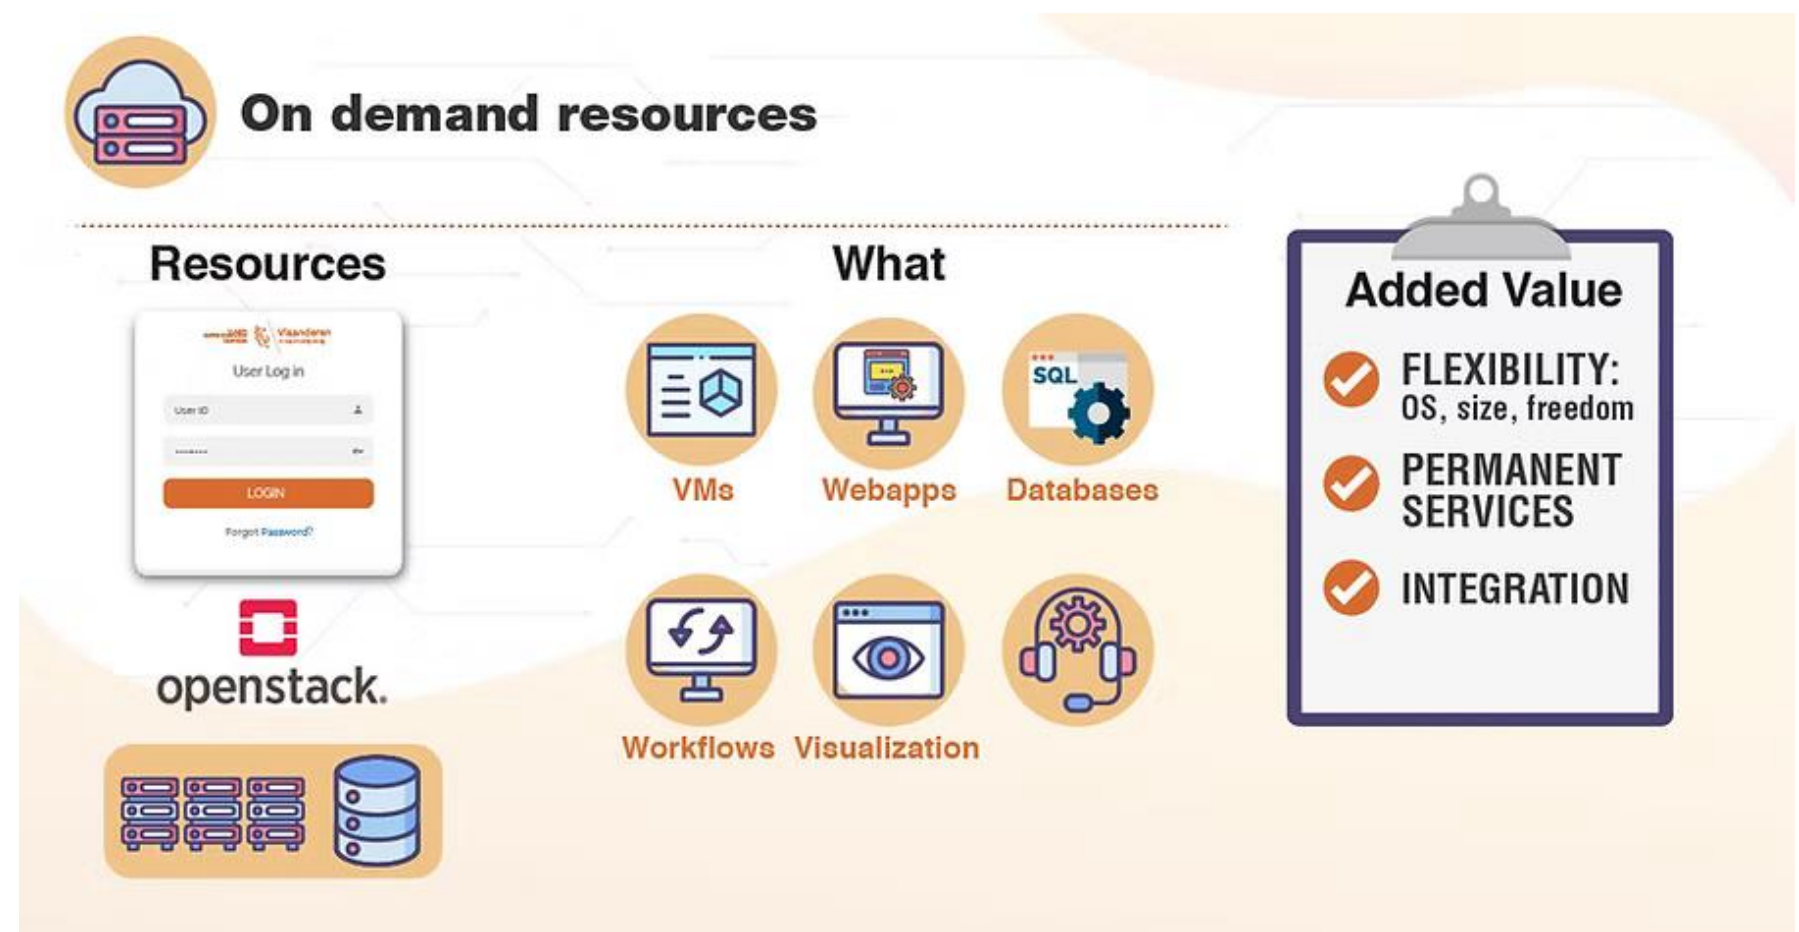 On demand resources
Resources
Vlaanderen
User Log in
User ID
LOGIN
Forgot Password?
openstack.
What
SQL
VMs
Webapps
Databases
Workflows
Visualization
Added Value
FLEXIBILITY:
OS, size, freedom
PERMANENT
SERVICES
INTEGRATION